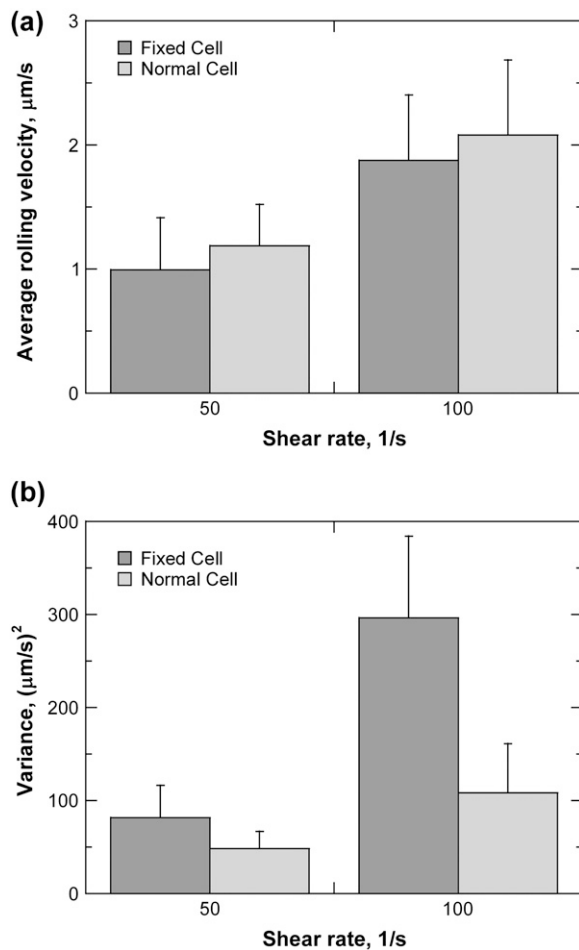 (a)
3
2
1
0
Average rolling velocity, μm/s
Fixed Cell
Normal Cell
50
100
Shear rate, 1/s
(b)
400
300
200
100
0
Variance, (μm/s)²
Fixed Cell
Normal Cell
50
100
Shear rate, 1/s